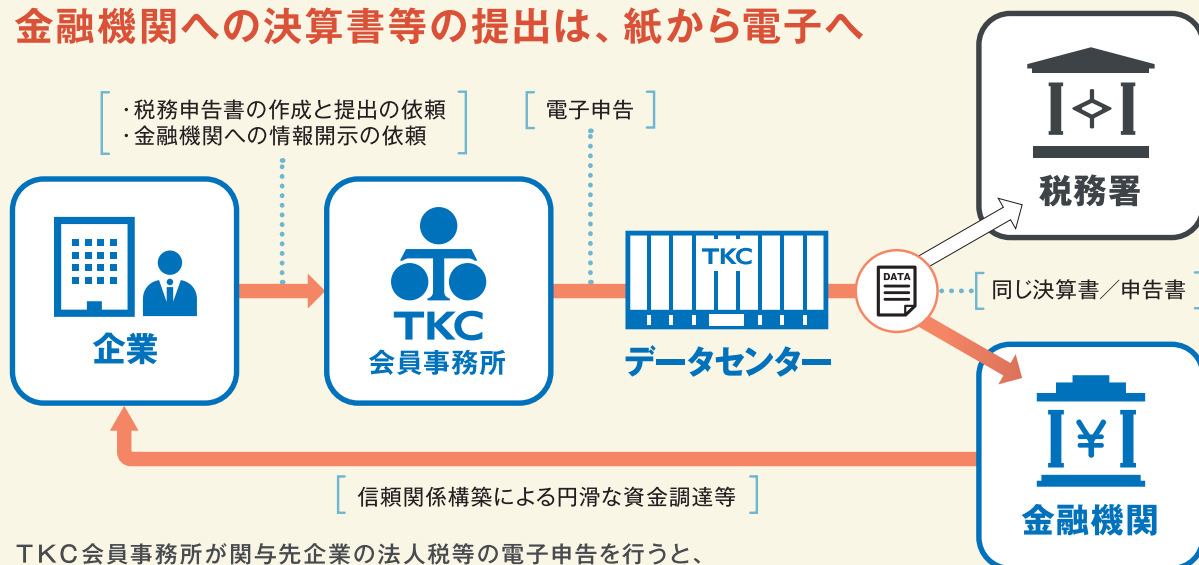 金融機関への決算書等の提出は、紙から電子へ
・税務申告書の作成と提出の依頼
・金融機関への情報開示の依頼
電子申告
税務署
企業
TKC
会員事務所
TKC
データセンター
DATA
同じ決算書／申告書
金融機関
信頼関係構築による円滑な資金調達等
TKC会員事務所が関与先企業の法人税等の電子申告を行うと、